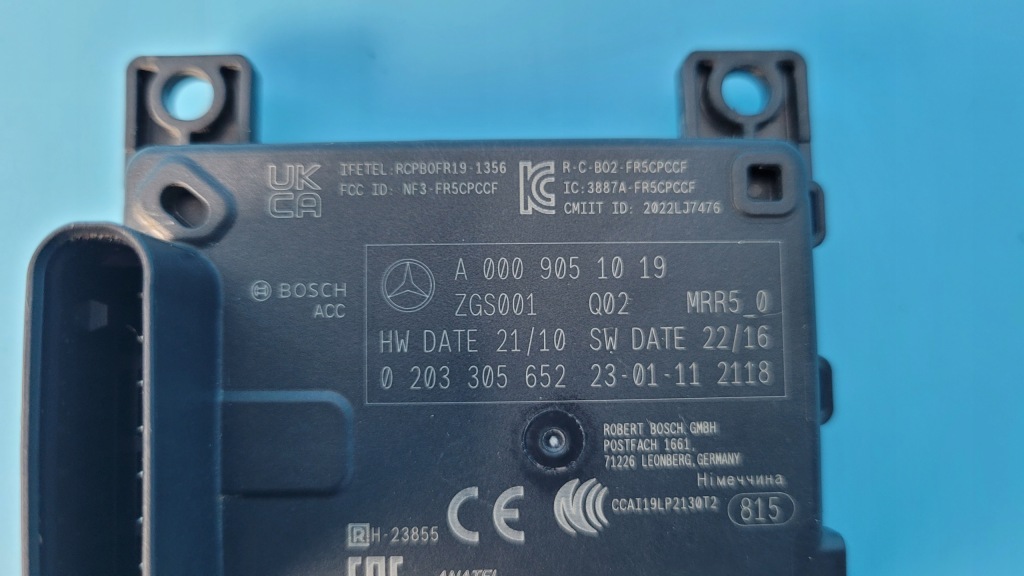 UK
CA
IFETEL:RCPBOFR19-1356
FCC ID: NF3-FR5CPCCF
R-C-BO2-FR5CPCCF
IC:3887A-FR5CPCCF
CMIIT ID: 2022LJ7476
BOSCH
ACC
A 000 905 10 19
ZGS001 Q02 MRR5_0
HW DATE 21/10 SW DATE 22/16
0 203 305 652 23-01-11 2118
ROBERT BOSCH GMBH
POSTFACH 1661,
71226 LEONBERG,GERMANY
Німеччина
CE
CCAI19LP2130T2
815
R H-23855
EAC
ANATEL